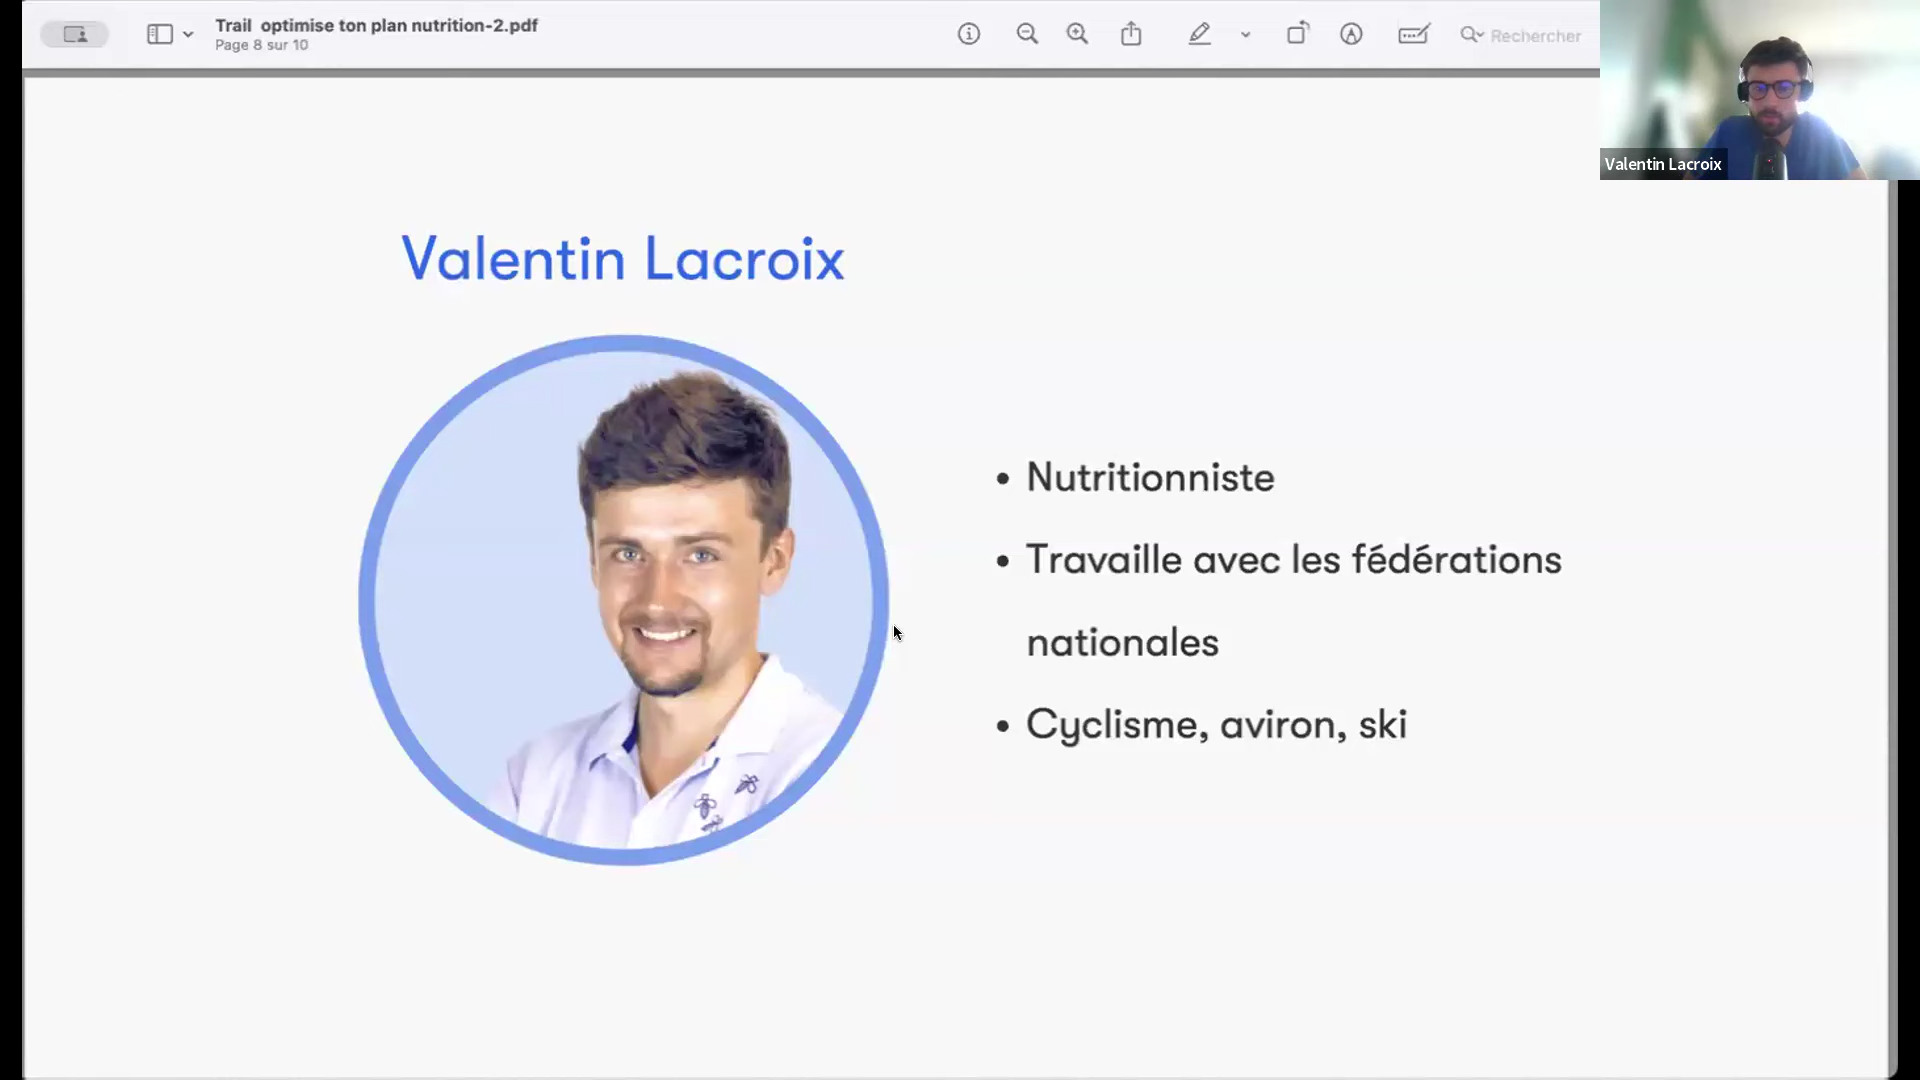 Trail optimise ton plan nutrition-2.pdf
Page 8 sur 10
Rechercher
Valentin Lacroix
Valentin Lacroix
• Nutritionniste
• Travaille avec les fédérations
nationales
• Cyclisme, aviron, ski